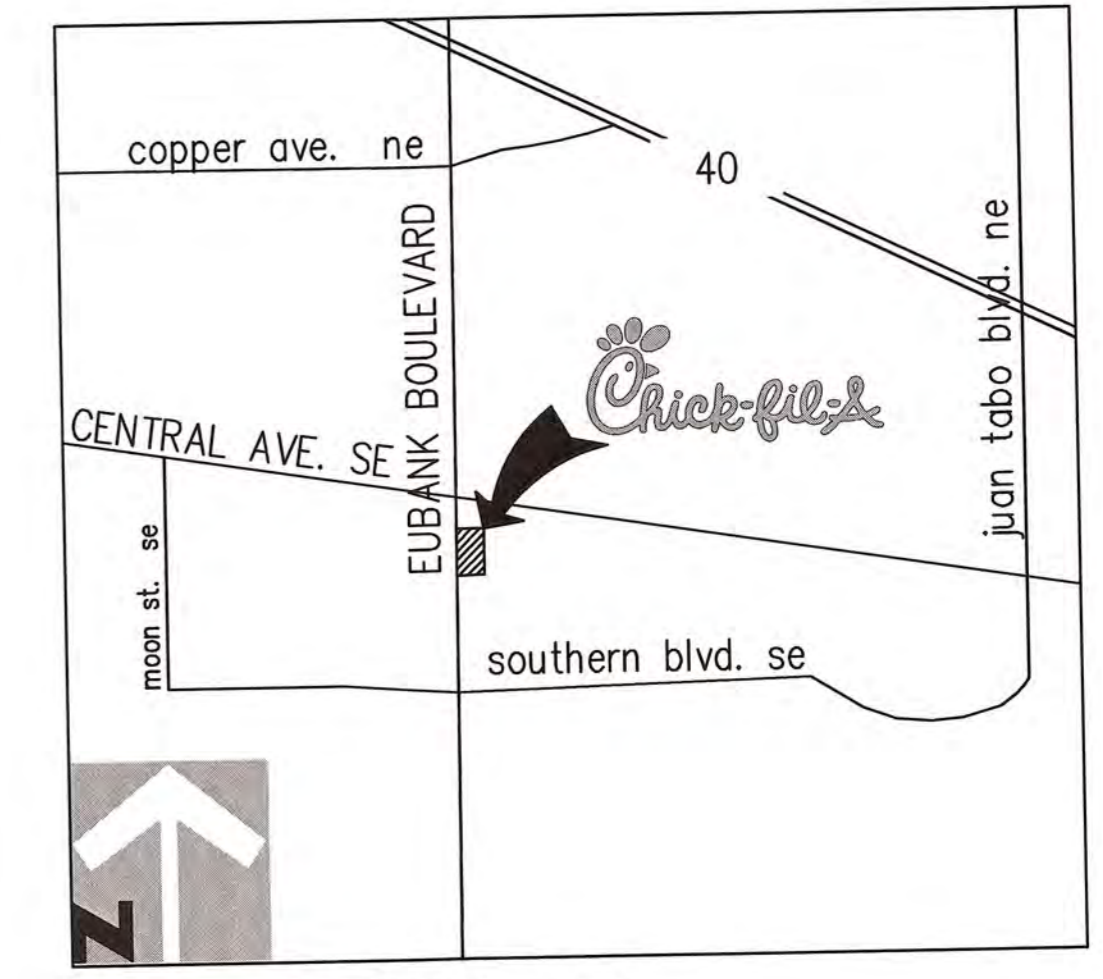 copper ave. ne
40
EUBANK BOULEVARD
juan tabo blvd. ne
Chick-fil-A
CENTRAL AVE. SE
moon st. se
southern blvd. se
N